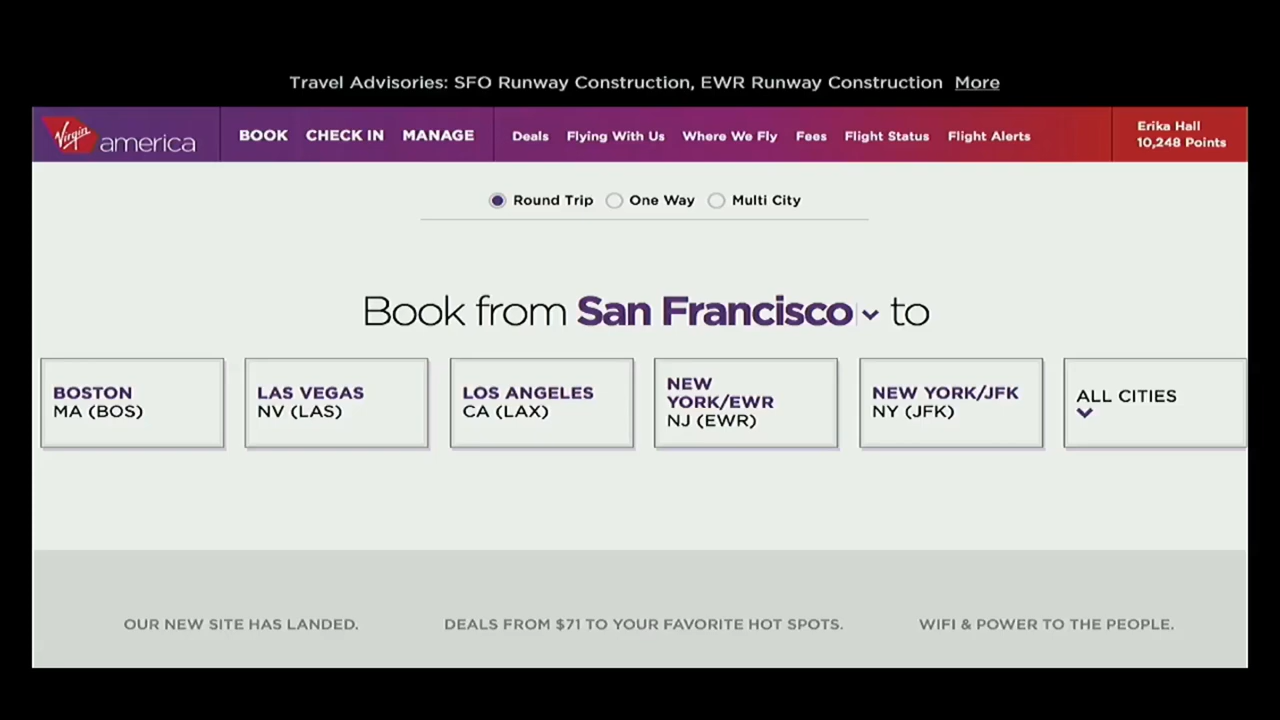 Travel Advisories: SFO Runway Construction, EWR Runway Construction More
Virgin america
BOOK CHECK IN MANAGE Deals Flying With Us Where We Fly Fees Flight Status Flight Alerts
Erika Hall
10,248 Points
Round Trip One Way Multi City
Book from San Francisco to
BOSTON
MA (BOS)
LAS VEGAS
NV (LAS)
LOS ANGELES
CA (LAX)
NEW
YORK/EWR
NJ (EWR)
NEW YORK/JFK
NY (JFK)
ALL CITIES
OUR NEW SITE HAS LANDED.
DEALS FROM $71 TO YOUR FAVORITE HOT SPOTS.
WIFI & POWER TO THE PEOPLE.